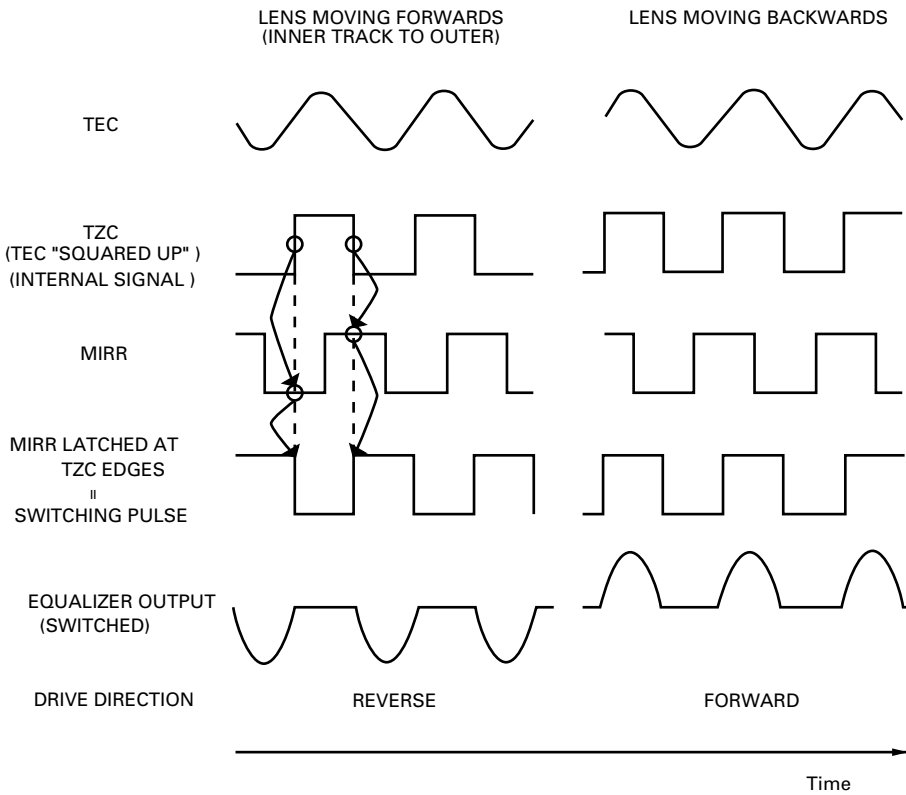 LENS MOVING FORWARDS
(INNER TRACK TO OUTER)
LENS MOVING BACKWARDS
TEC
TZC
(TEC "SQUARED UP" )
(INTERNAL SIGNAL )
MIRR
MIRR LATCHED AT
TZC EDGES
=
SWITCHING PULSE
EQUALIZER OUTPUT
(SWITCHED)
DRIVE DIRECTION
REVERSE
FORWARD
Time